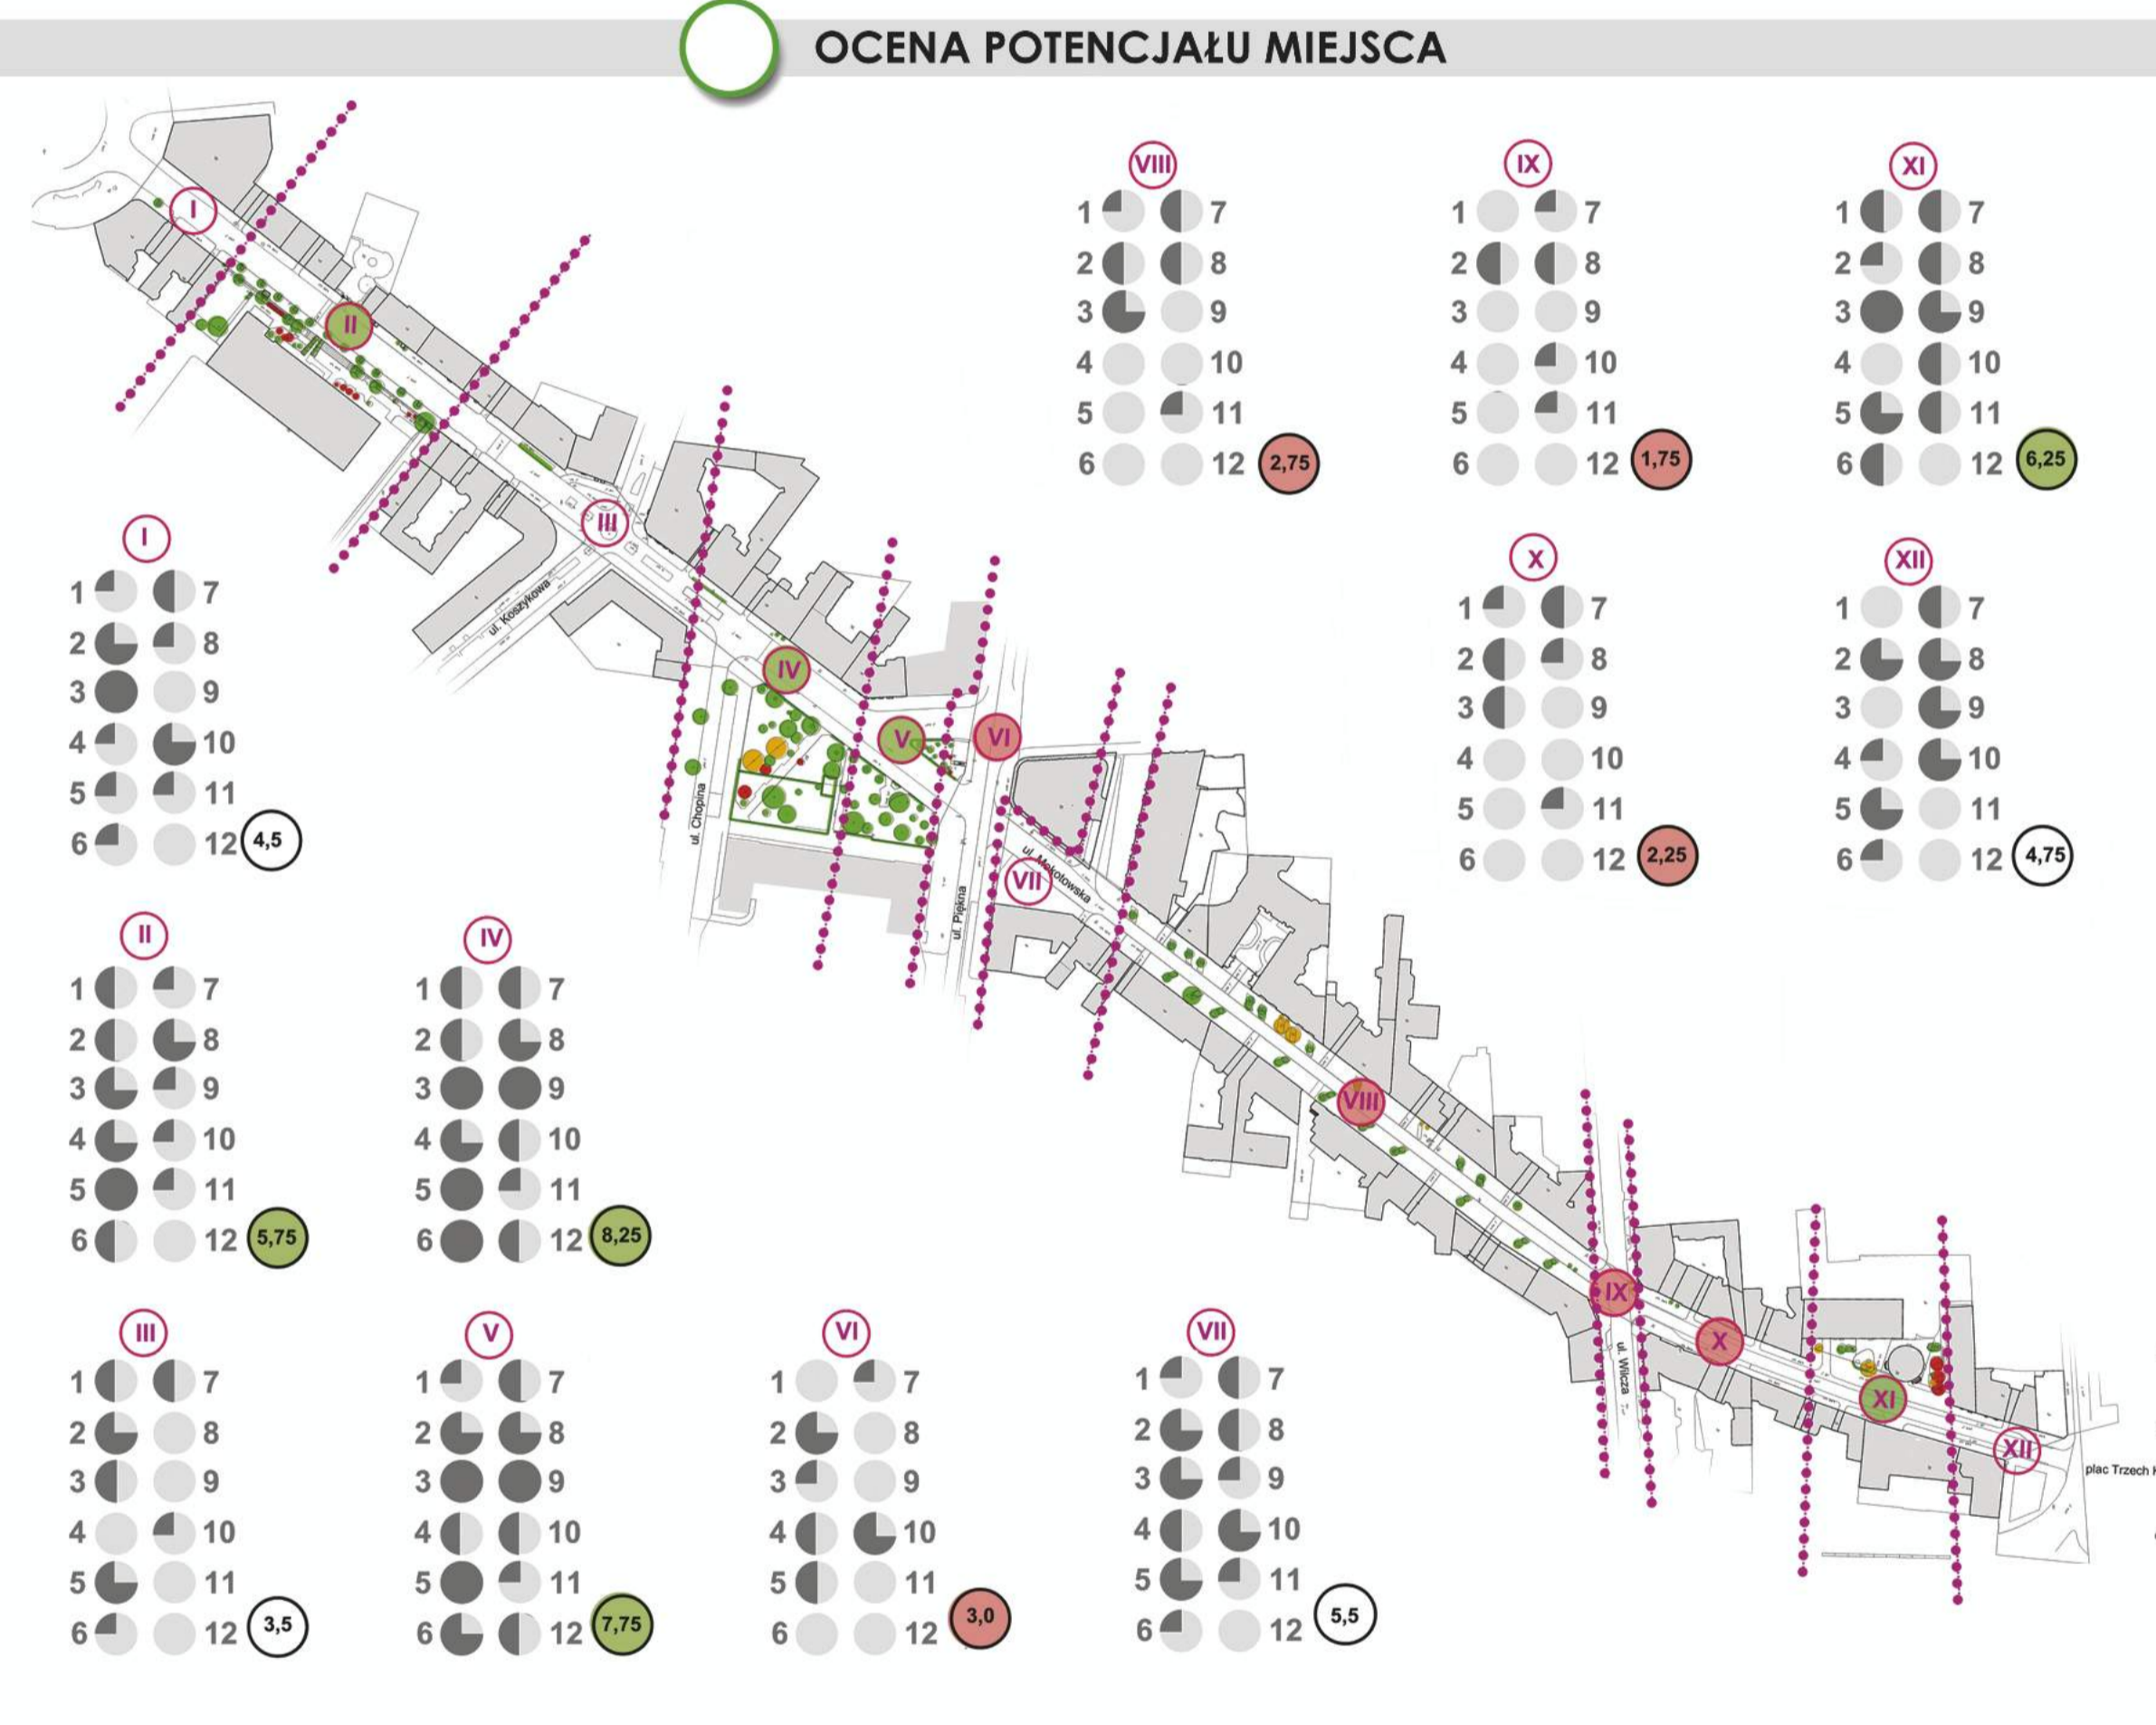 OCENA POTENCJAŁU MIEJSCA
VIII
1 7
2 8
3 9
4 10
5 11
6 12 2,75
IX
1 7
2 8
3 9
4 10
5 11
6 12 1,75
XI
1 7
2 8
3 9
4 10
5 11
6 12 6,25
I
II
III
IV
V
VI
VII
VIII
IX
X
XI
XII
ul. Koszykowa
ul. Chopina
ul. Piękna
ul. Mokotowska
ul. Wilcza
plac Trzech
I
1 7
2 8
3 9
4 10
5 11
6 12 4,5
X
1 7
2 8
3 9
4 10
5 11
6 12 2,25
XII
1 7
2 8
3 9
4 10
5 11
6 12 4,75
II
1 7
2 8
3 9
4 10
5 11
6 12 5,75
IV
1 7
2 8
3 9
4 10
5 11
6 12 8,25
III
1 7
2 8
3 9
4 10
5 11
6 12 3,5
V
1 7
2 8
3 9
4 10
5 11
6 12 7,75
VI
1 7
2 8
3 9
4 10
5 11
6 12 3,0
VII
1 7
2 8
3 9
4 10
5 11
6 12 5,5